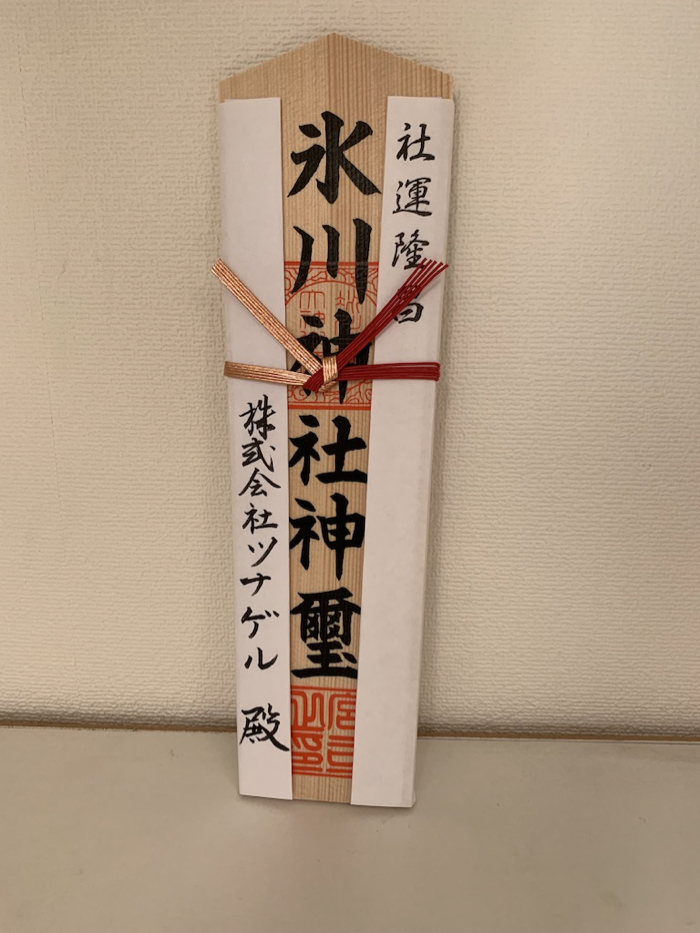 社運隆昌
氷川神社神璽
株式会社ツナゲル 殿